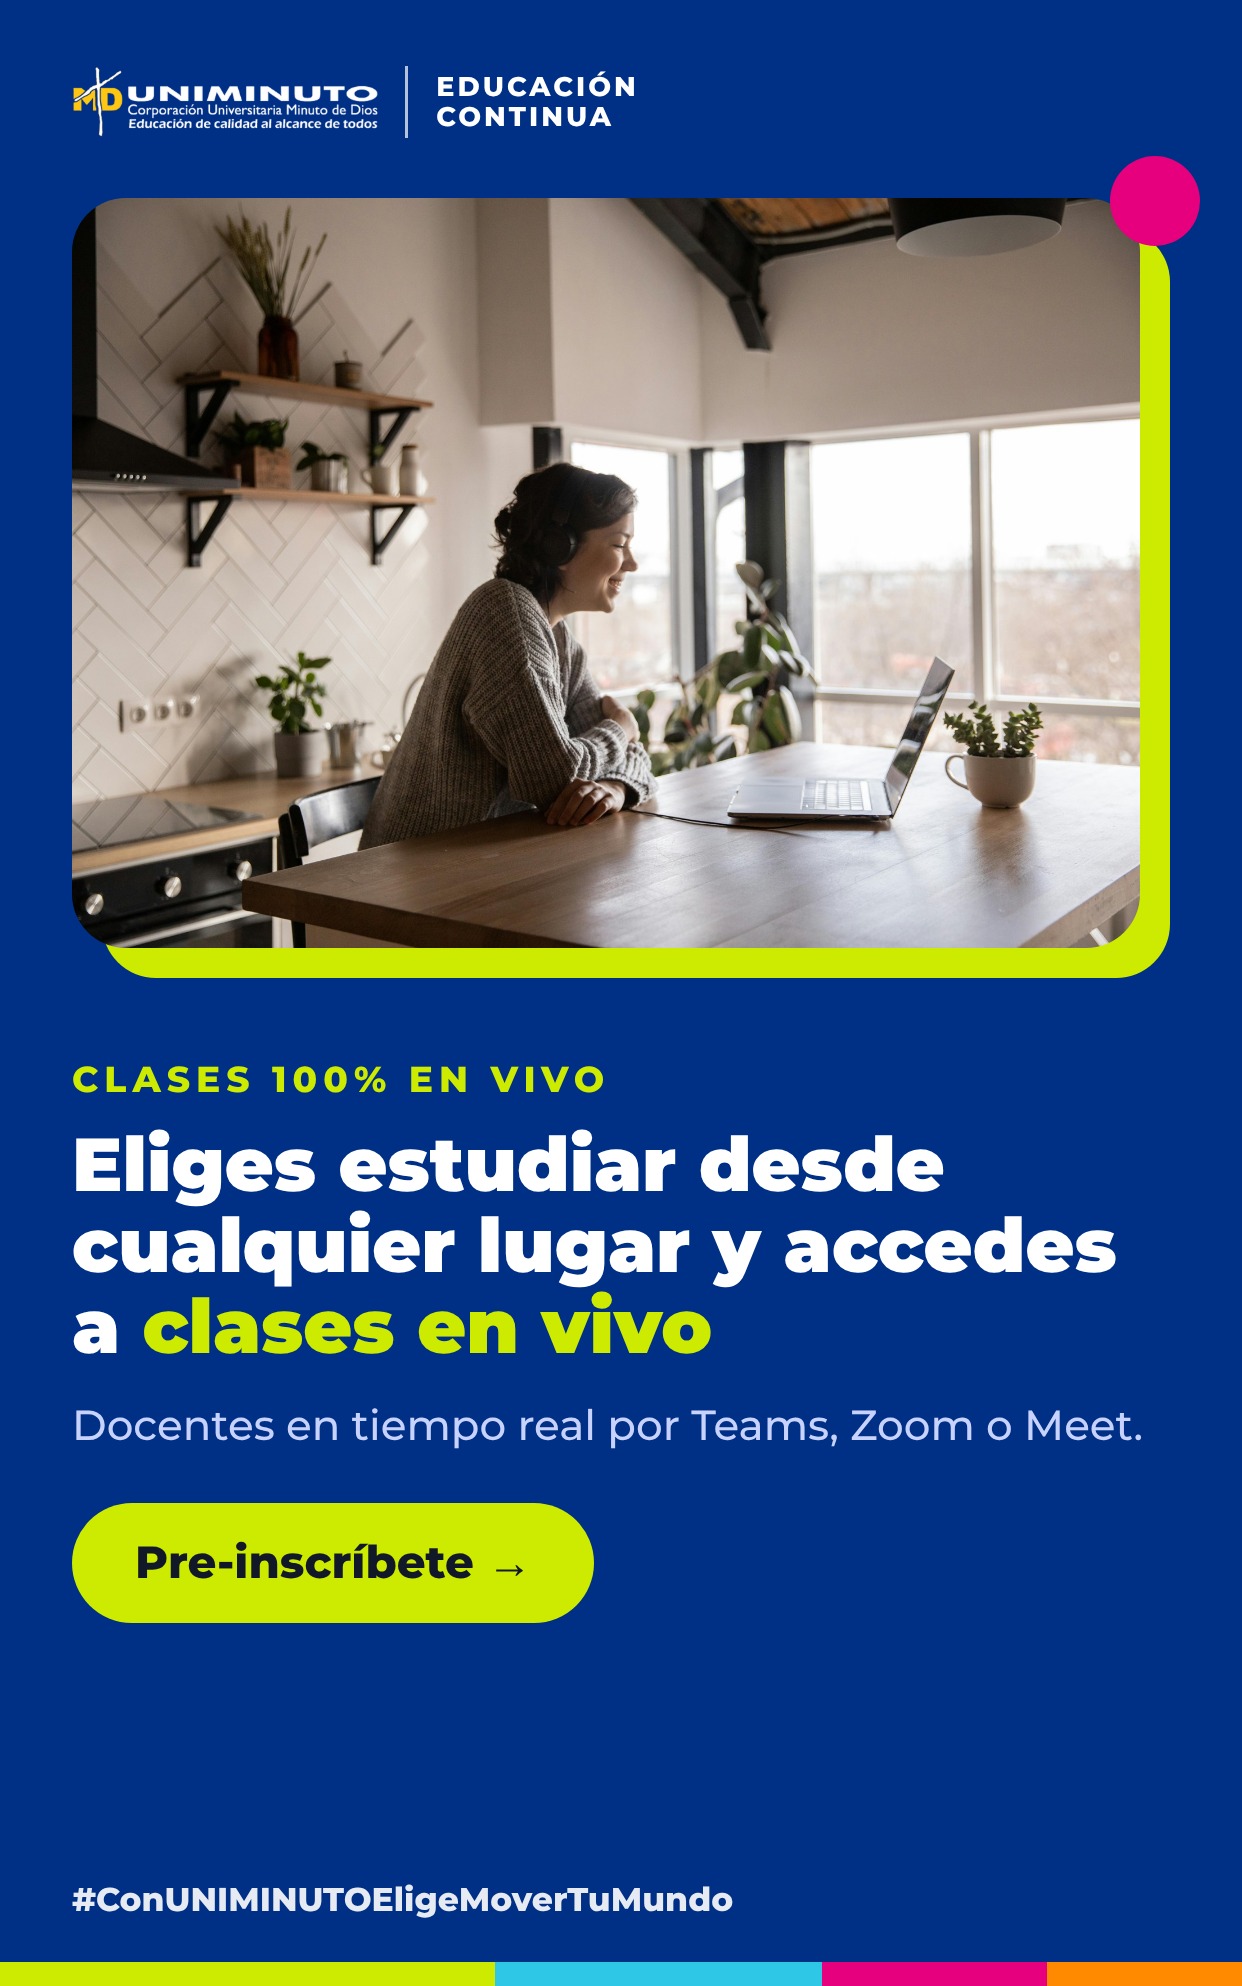 MD UNIMINUTO
Corporación Universitaria Minuto de Dios
Educación de calidad al alcance de todos
EDUCACIÓN
CONTINUA
CLASES 100% EN VIVO
Eliges estudiar desde
cualquier lugar y accedes
a clases en vivo
Docentes en tiempo real por Teams, Zoom o Meet.
Pre-inscríbete →
#ConUNIMINUTOEligeMoverTuMundo